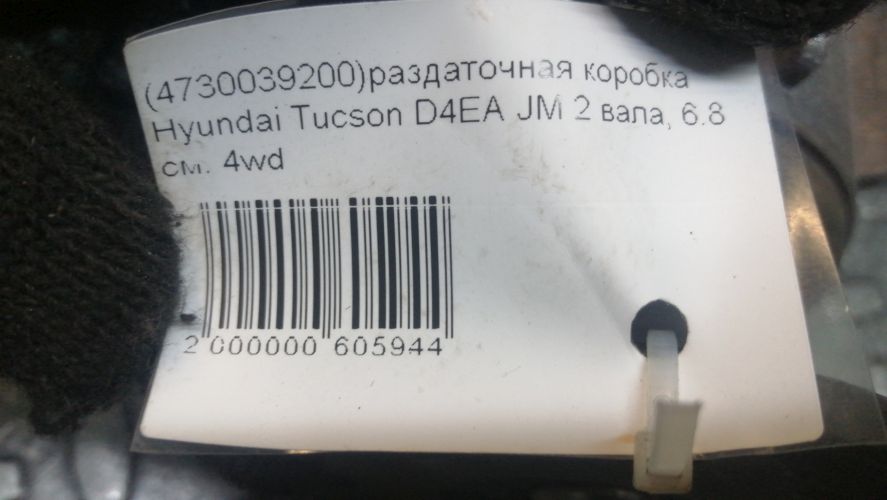 (4730039200)раздаточная коробка
Hyundai Tucson D4EA JM 2 вала, 6.8
см. 4wd
2 000000 605944